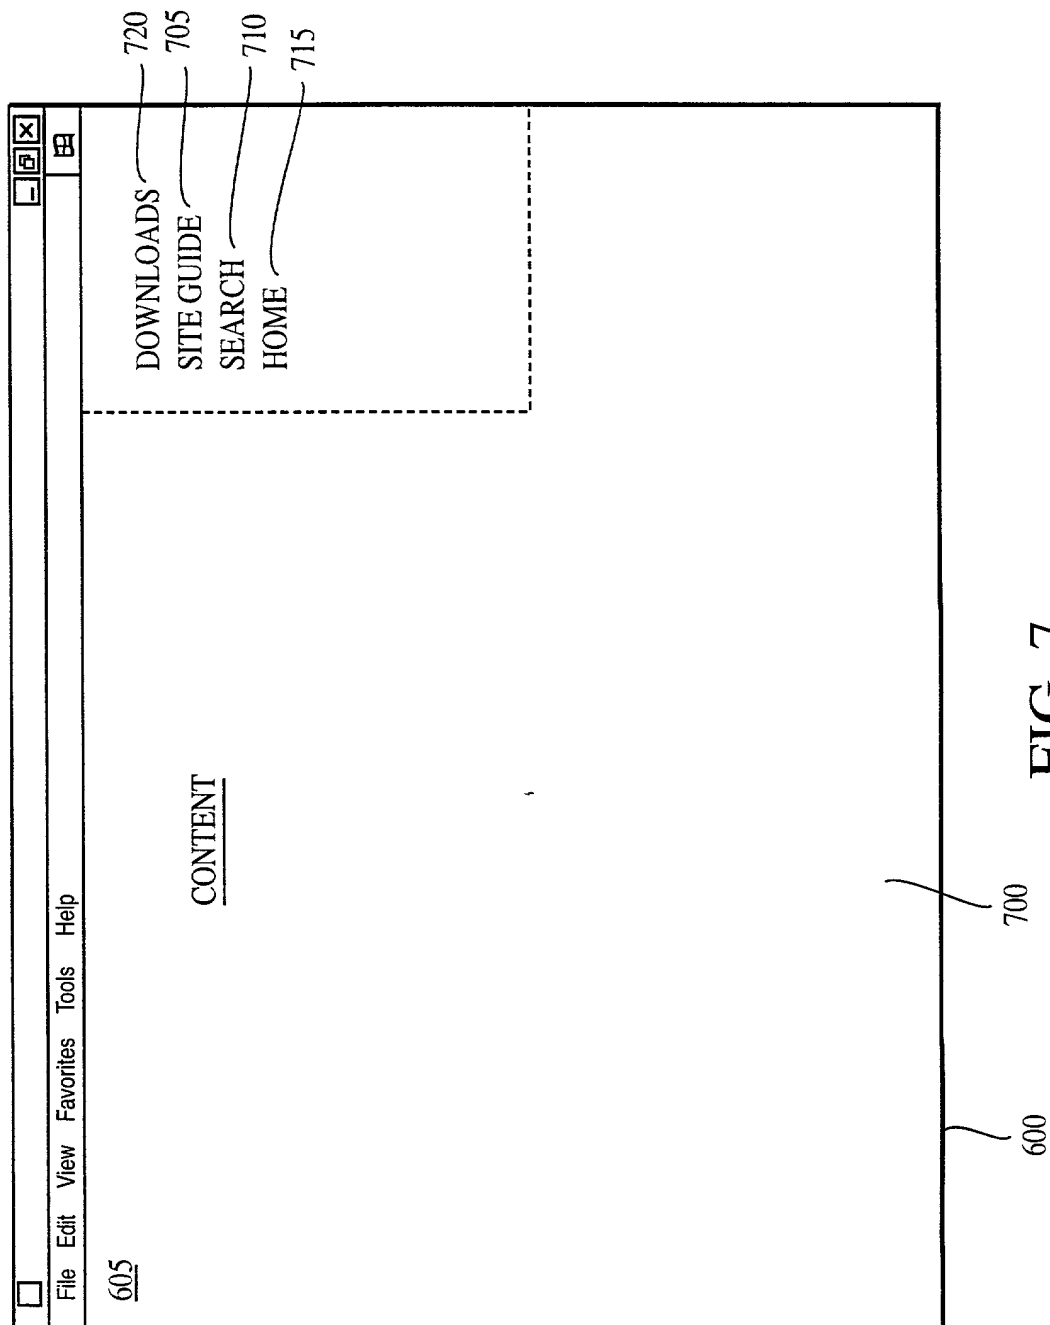 File Edit View Favorites Tools Help
605
CONTENT
DOWNLOADS 720
SITE GUIDE 705
SEARCH 710
HOME 715
700
600
FIG. 7